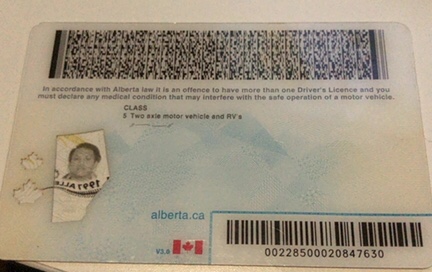 In accordance with Alberta law it is an offence to have more than one Driver's Licence and you
must declare any medical condition that may interfere with the safe operation of a motor vehicle.
CLASS
5 Two axle motor vehicle and RV's
alberta.ca
V3.6
00228500020847630